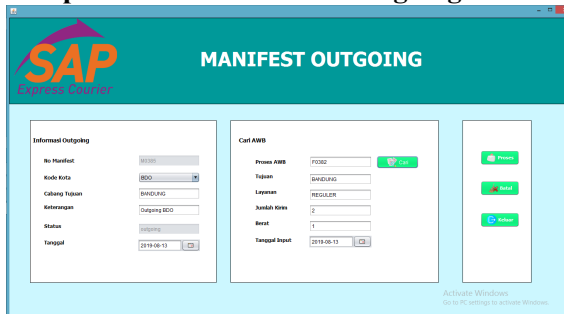 SAP
Express Courier
MANIFEST OUTGOING
Informasi Outgoing
No Manifest
Kode Kota BDO
Cabang Tujuan BANDUNG
Keterangan Outgoing BDO
Status outgoing
Tanggal 2019-08-13
Cari AWB
Proses AWB F0382 Cari
Tujuan BANDUNG
Layanan REGULER
Jumlah Kirim 2
Berat 1
Tanggal Input 2019-08-13
Proses
Batal
Keluar
Activate Windows
Go to PC settings to activate Windows.